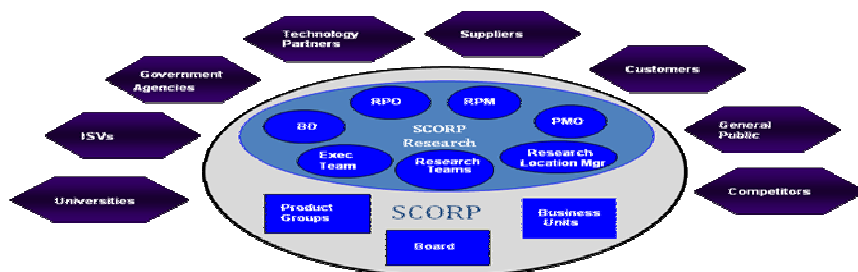 Technology
Partners
Suppliers
Government
Agencies
Customers
ISVs
General
Public
Universities
Competitors
RPO
RPM
BD
PMO
SCORP
Research
Exec
Team
Research
Teams
Research
Location Mgr
Product
Groups
SCORP
Business
Units
Board